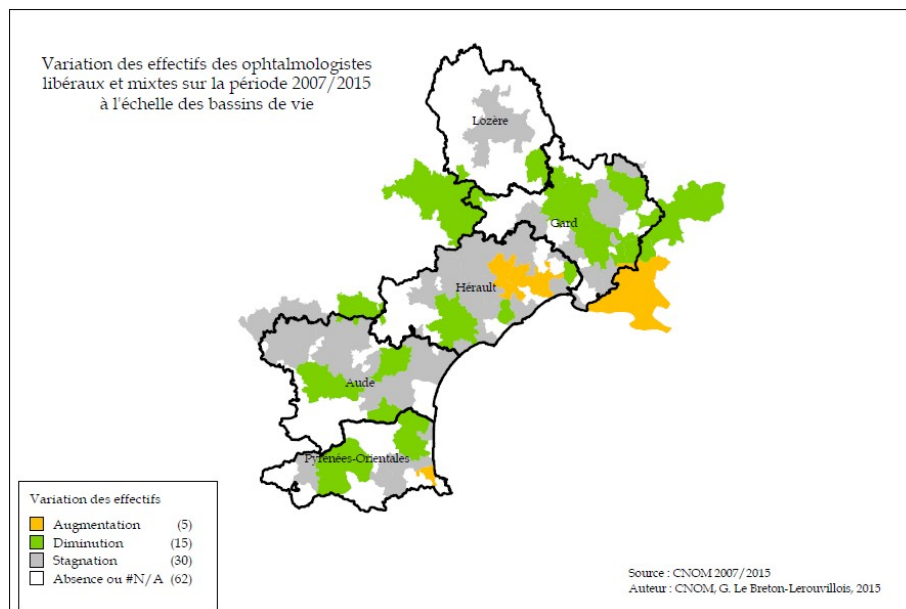 Variation des effectifs des ophtalmologistes
libéraux et mixtes sur la période 2007/2015
à l'échelle des bassins de vie
Lozère
Gard
Hérault
Aude
Pyrénées-Orientales
Variation des effectifs
Augmentation (5)
Diminution (15)
Stagnation (30)
Absence ou #N/A (62)
Source : CNOM 2007/2015
Auteur : CNOM, G. Le Breton-Lerouvillois, 2015